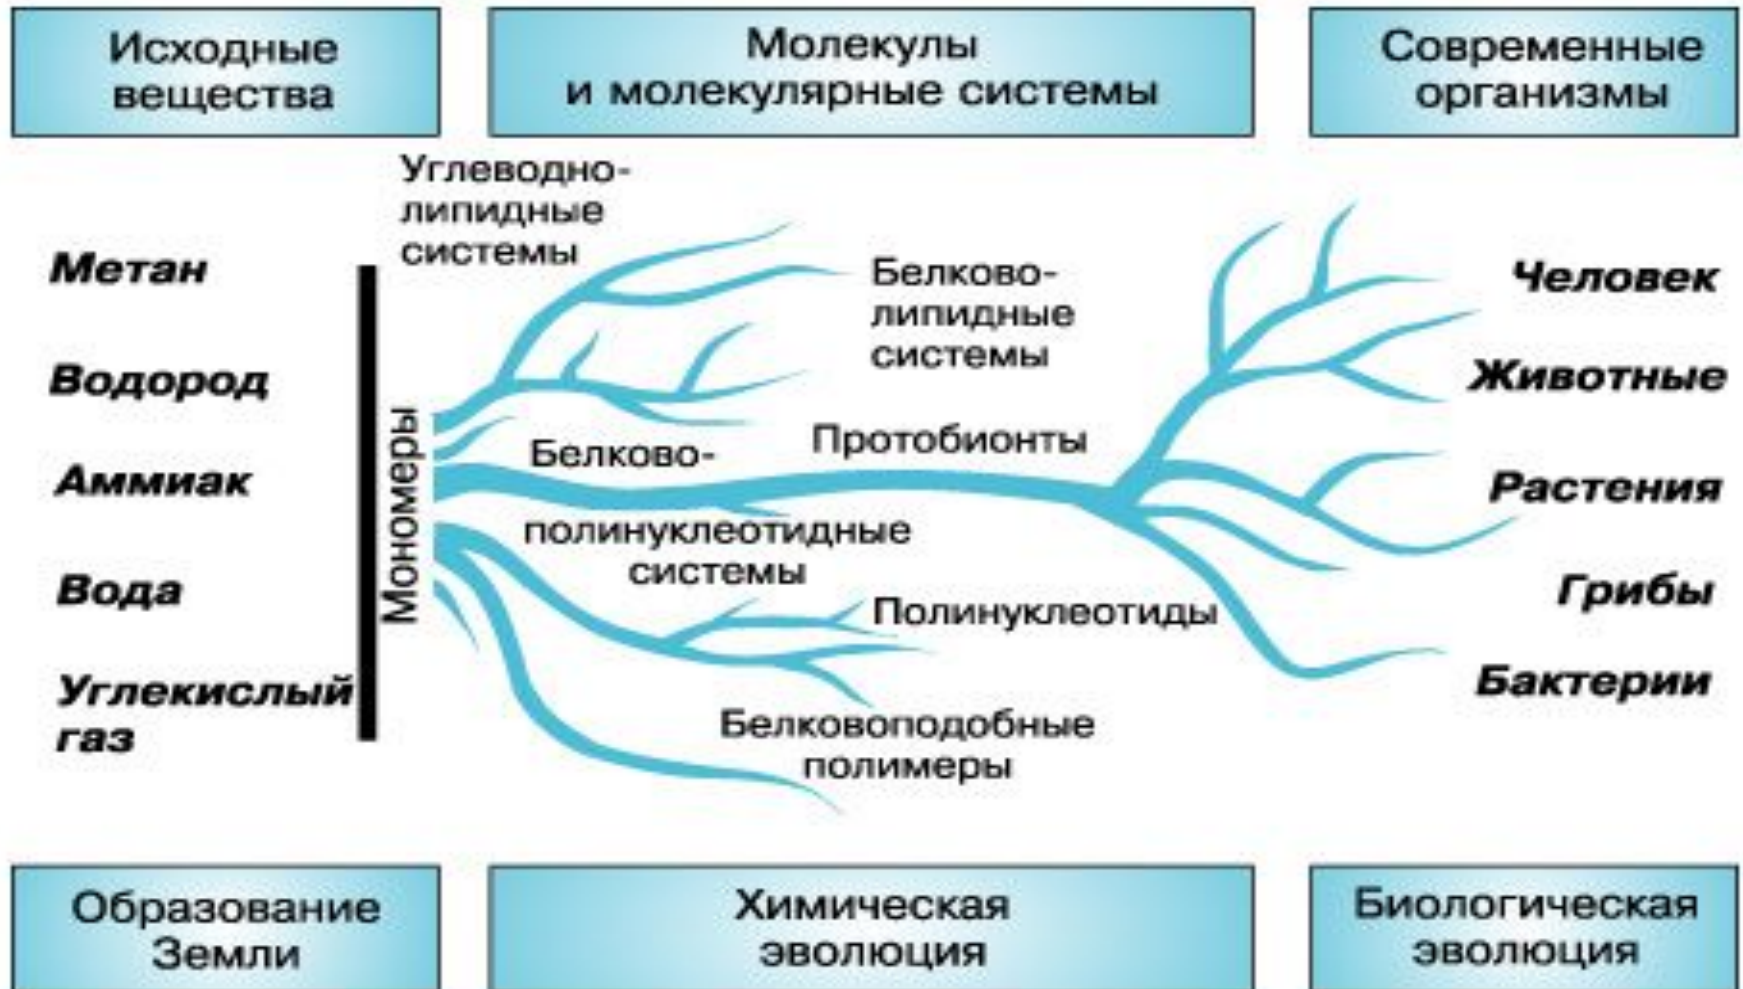 Исходные
вещества
Молекулы
и молекулярные системы
Современные
организмы
Метан
Водород
Аммиак
Вода
Углекислый
газ
Мономеры
Углеводно-
липидные
системы
Белково-
липидные
системы
Белково-
полинуклеотидные
системы
Протобионты
Полинуклеотиды
Белковоподобные
полимеры
Человек
Животные
Растения
Грибы
Бактерии
Образование
Земли
Химическая
эволюция
Биологическая
эволюция